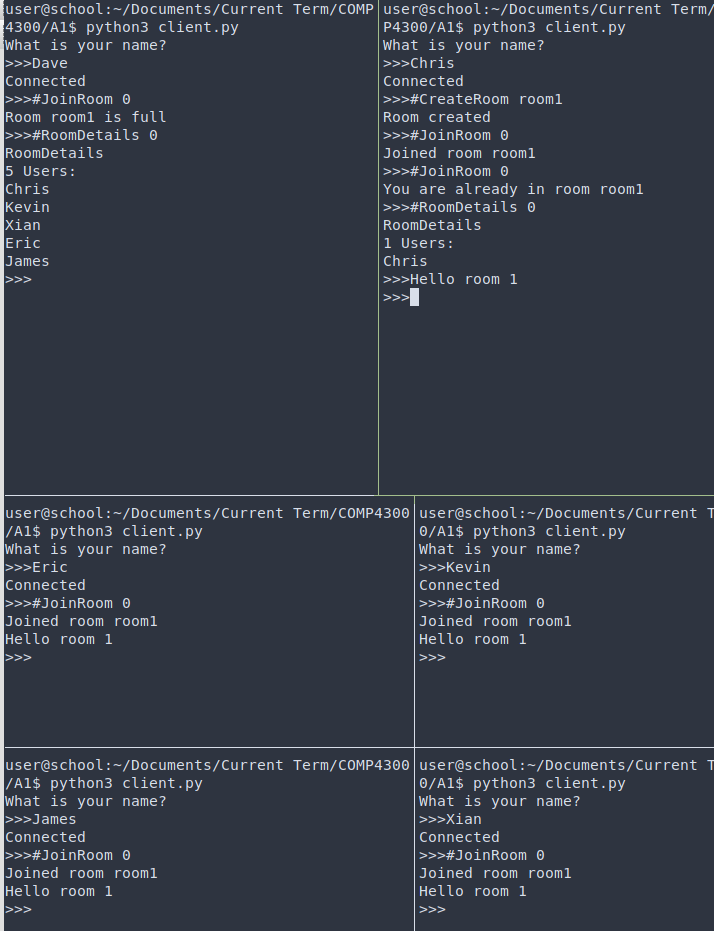 user@school:~/Documents/Current Term/COMP
4300/A1$ python3 client.py
What is your name?
>>>Dave
Connected
>>>#JoinRoom 0
Room room1 is full
>>>#RoomDetails 0
RoomDetails
5 Users:
Chris
Kevin
Xian
Eric
James
>>>
user@school:~/Documents/Current Term/
P4300/A1$ python3 client.py
What is your name?
>>>Chris
Connected
>>>#CreateRoom room1
Room created
>>>#JoinRoom 0
Joined room room1
>>>#JoinRoom 0
You are already in room room1
>>>#RoomDetails 0
RoomDetails
1 Users:
Chris
>>>Hello room 1
>>>
user@school:~/Documents/Current Term/COMP4300
/A1$ python3 client.py
What is your name?
>>>Eric
Connected
>>>#JoinRoom 0
Joined room room1
Hello room 1
>>>
user@school:~/Documents/Current T
0/A1$ python3 client.py
What is your name?
>>>Kevin
Connected
>>>#JoinRoom 0
Joined room room1
Hello room 1
>>>
user@school:~/Documents/Current Term/COMP4300
/A1$ python3 client.py
What is your name?
>>>James
Connected
>>>#JoinRoom 0
Joined room room1
Hello room 1
>>>
user@school:~/Documents/Current T
0/A1$ python3 client.py
What is your name?
>>>Xian
Connected
>>>#JoinRoom 0
Joined room room1
Hello room 1
>>>